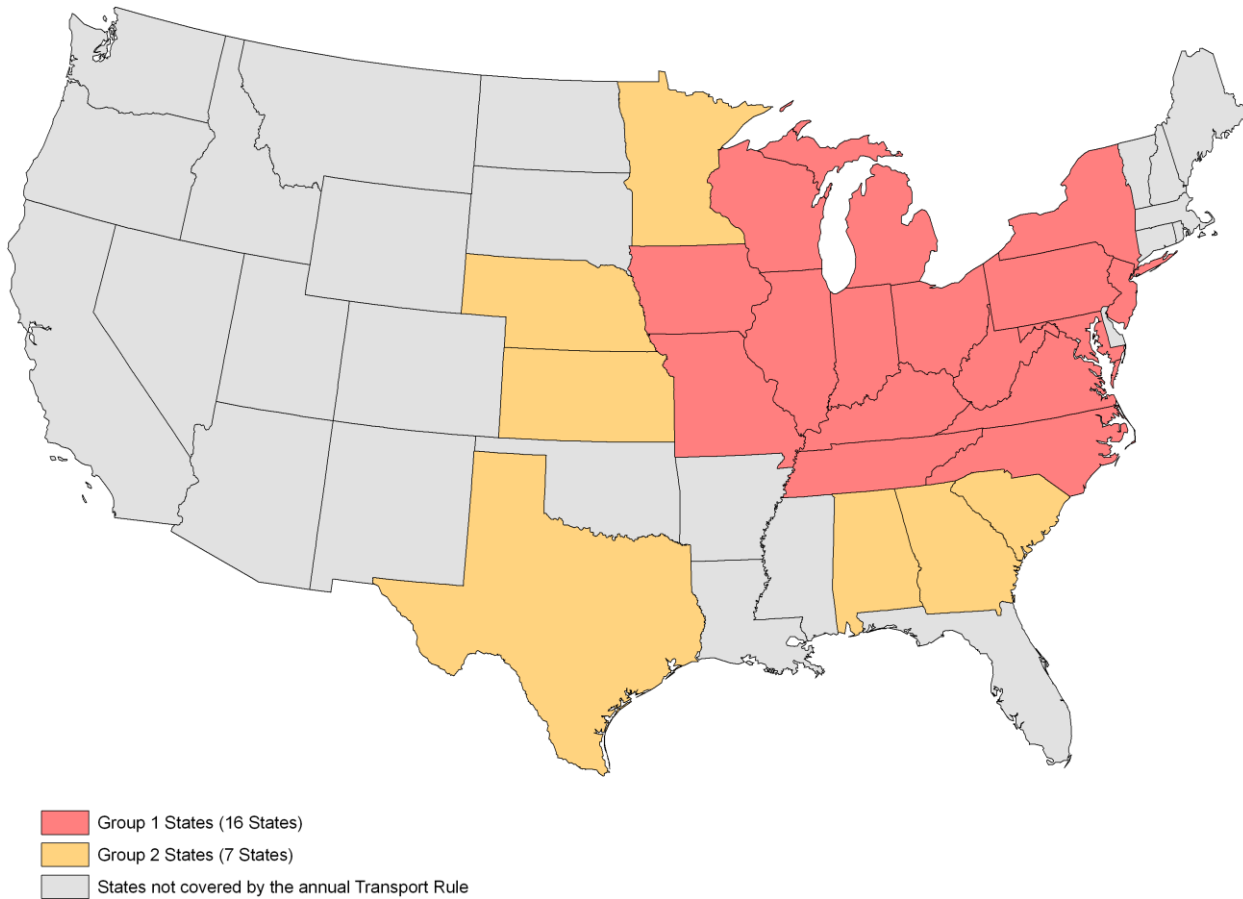 Group 1 States (16 States)
Group 2 States (7 States)
States not covered by the annual Transport Rule